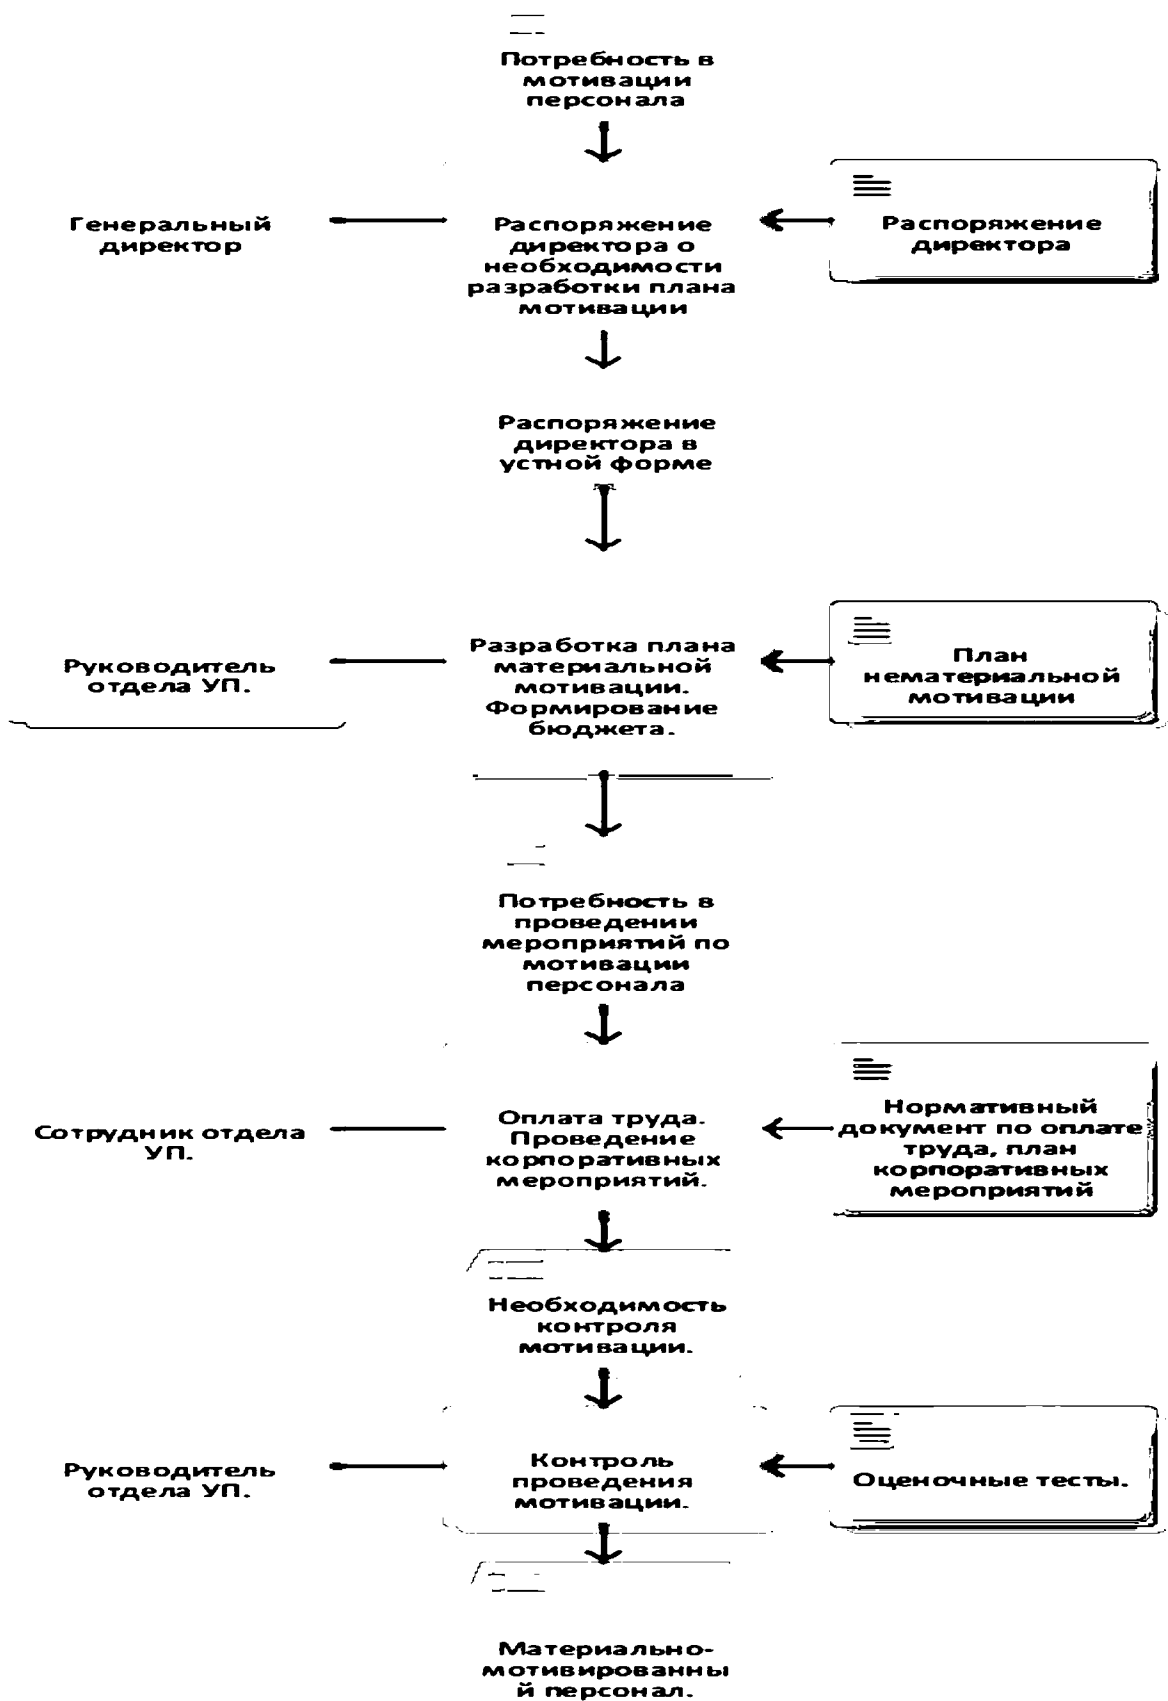 Потребность в
мотивации
персонала
Генеральный
директор
Распоряжение
директора о
необходимости
разработки плана
мотивации
Распоряжение
директора
Распоряжение
директора в
устной форме
Руководитель
отдела УП.
Разработка плана
материальной
мотивации.
Формирование
бюджета.
План
нематериальной
мотивации
Потребность в
проведении
мероприятий по
мотивации
персонала
Сотрудник отдела
УП.
Оплата труда.
Проведение
корпоративных
мероприятий.
Нормативный
документ по оплате
труда, план
корпоративных
мероприятий
Необходимость
контроля
мотивации.
Руководитель
отдела УП.
Контроль
проведения
мотивации.
Оценочные тесты.
Материально-
мотивированны
й персонал.